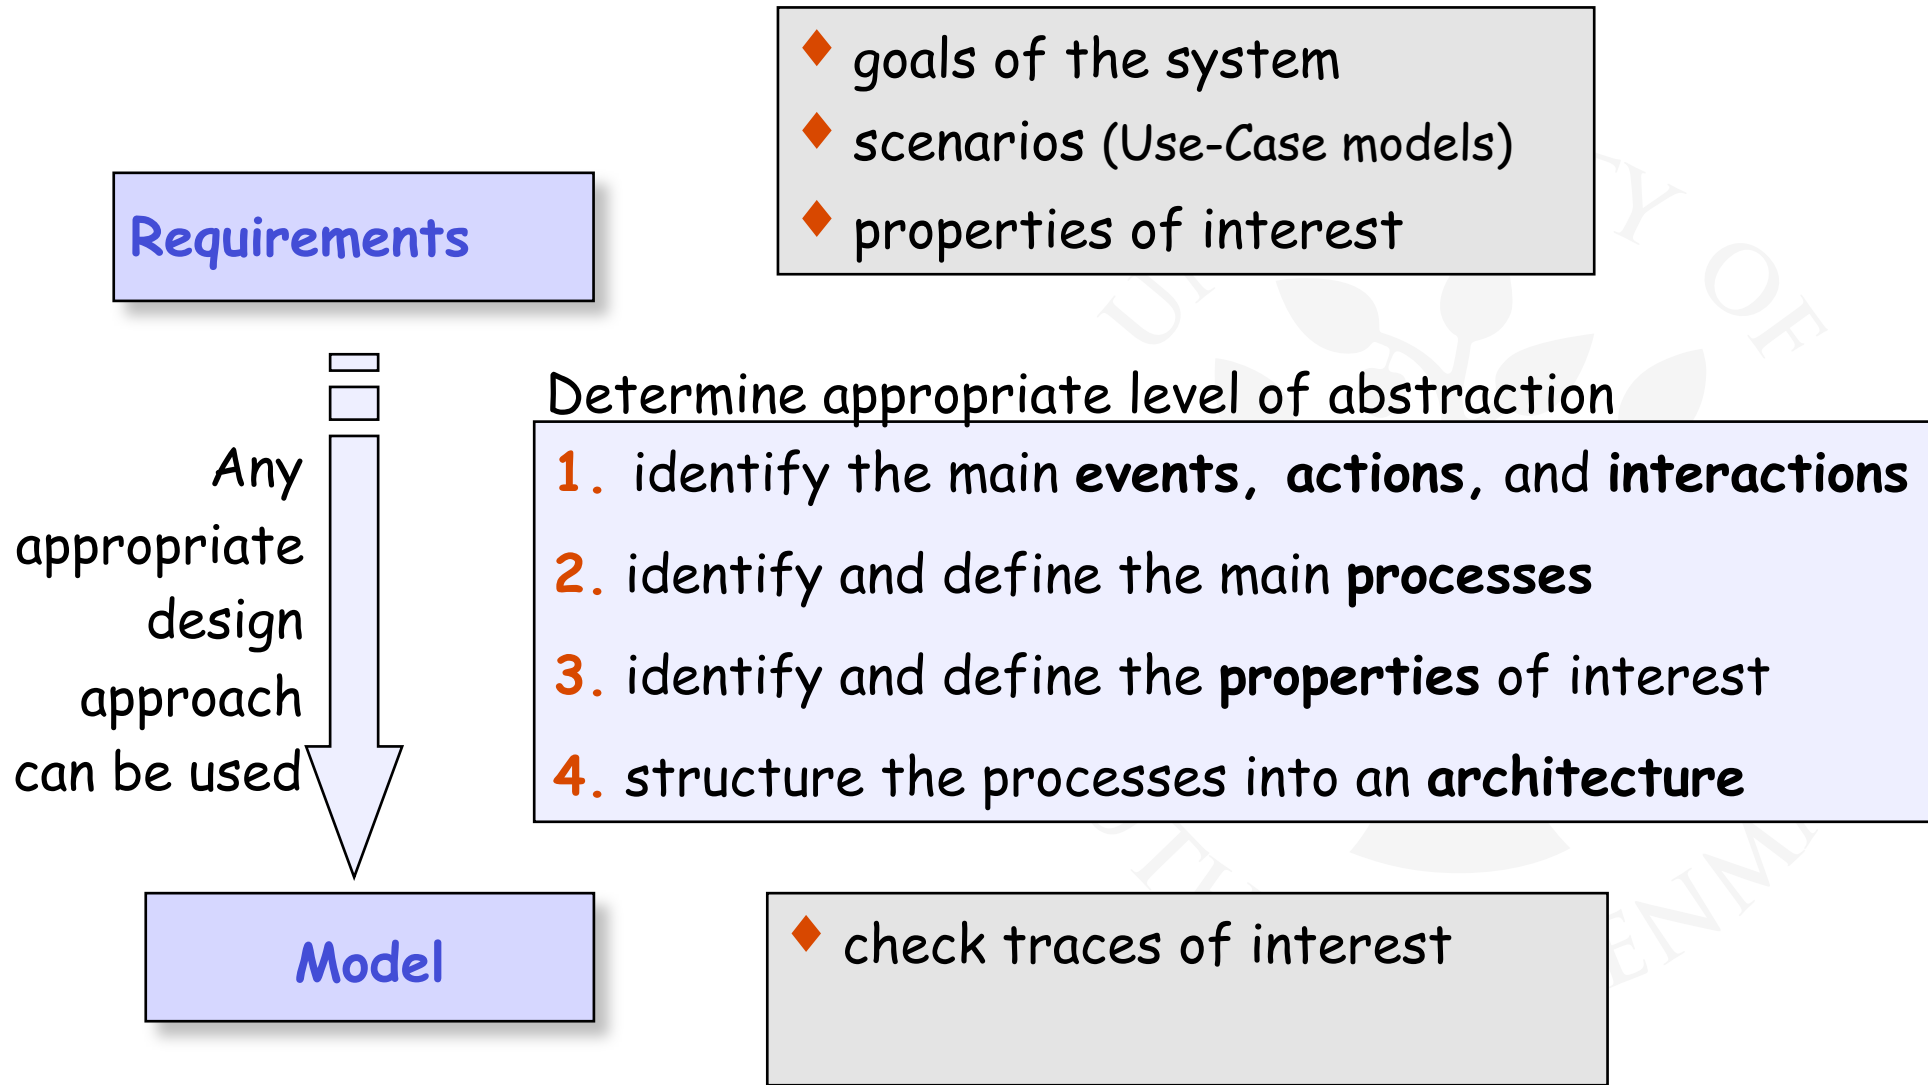 ♦ goals of the system
♦ scenarios (Use-Case models)
♦ properties of interest
Requirements
Determine appropriate level of abstraction
Any
appropriate
design
approach
can be used
1. identify the main events, actions, and interactions
2. identify and define the main processes
3. identify and define the properties of interest
4. structure the processes into an architecture
Model
♦ check traces of interest